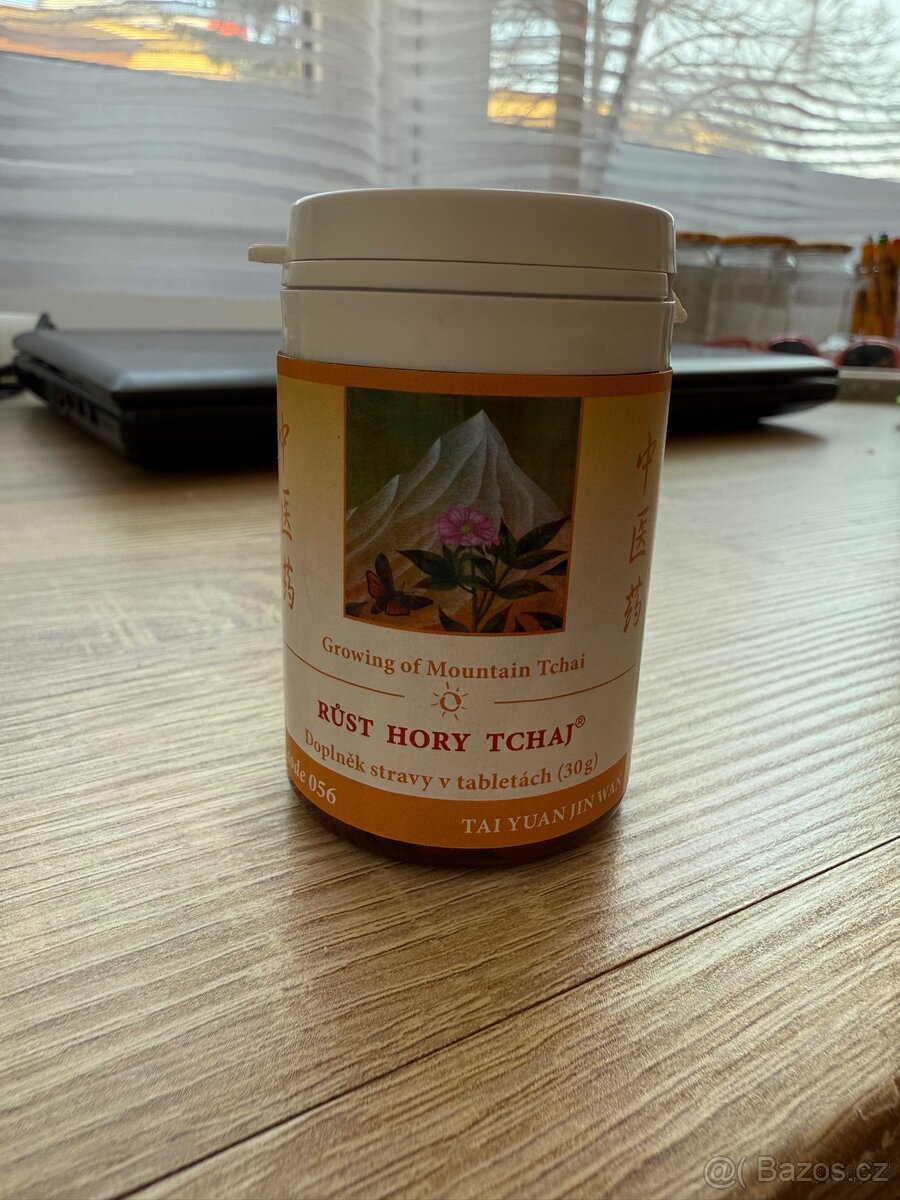 中
医
药
中
医
药
Growing of Mountain Tchai
RŮST HORY TCHAJ®
Doplněk stravy v tabletách (30g)
Code 056
TAI YUAN JIN WAN
@( Bazos.cz